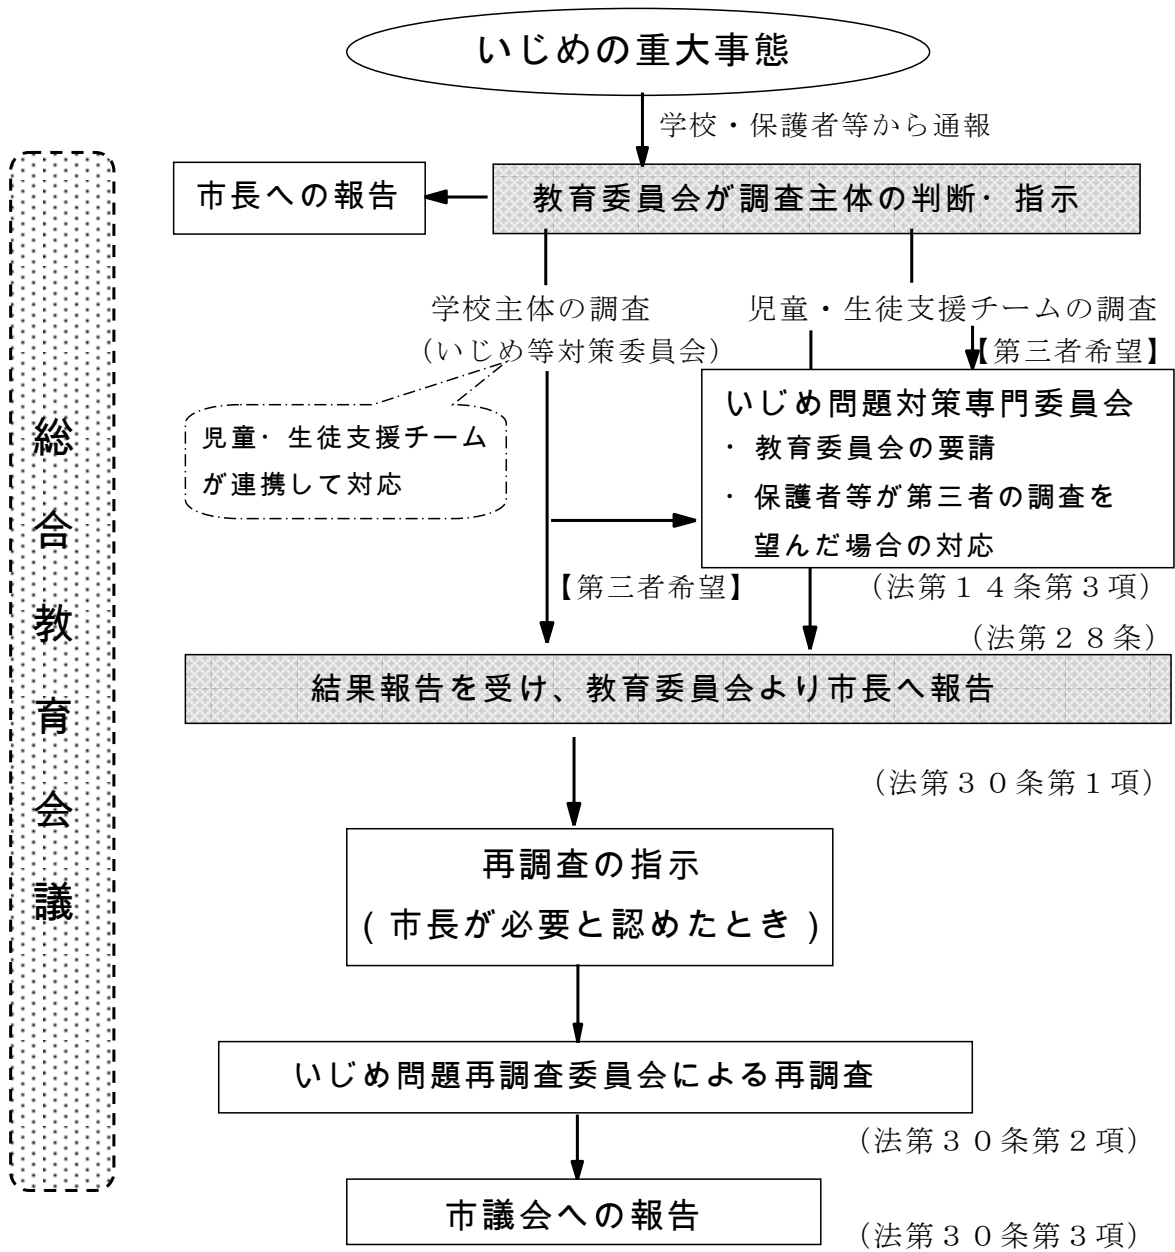 いじめの重大事態
学校・保護者等から通報
市長への報告
教育委員会が調査主体の判断・指示
学校主体の調査
（いじめ等対策委員会）
児童・生徒支援チームの調査
【第三者希望】
児童・生徒支援チーム
が連携して対応
いじめ問題対策専門委員会
・教育委員会の要請
・保護者等が第三者の調査を
望んだ場合の対応
【第三者希望】
（法第１４条第３項）
（法第２８条）
結果報告を受け、教育委員会より市長へ報告
（法第３０条第１項）
再調査の指示
(市長が必要と認めたとき)
いじめ問題再調査委員会による再調査
（法第３０条第２項）
市議会への報告
（法第３０条第３項）
総合教育会議